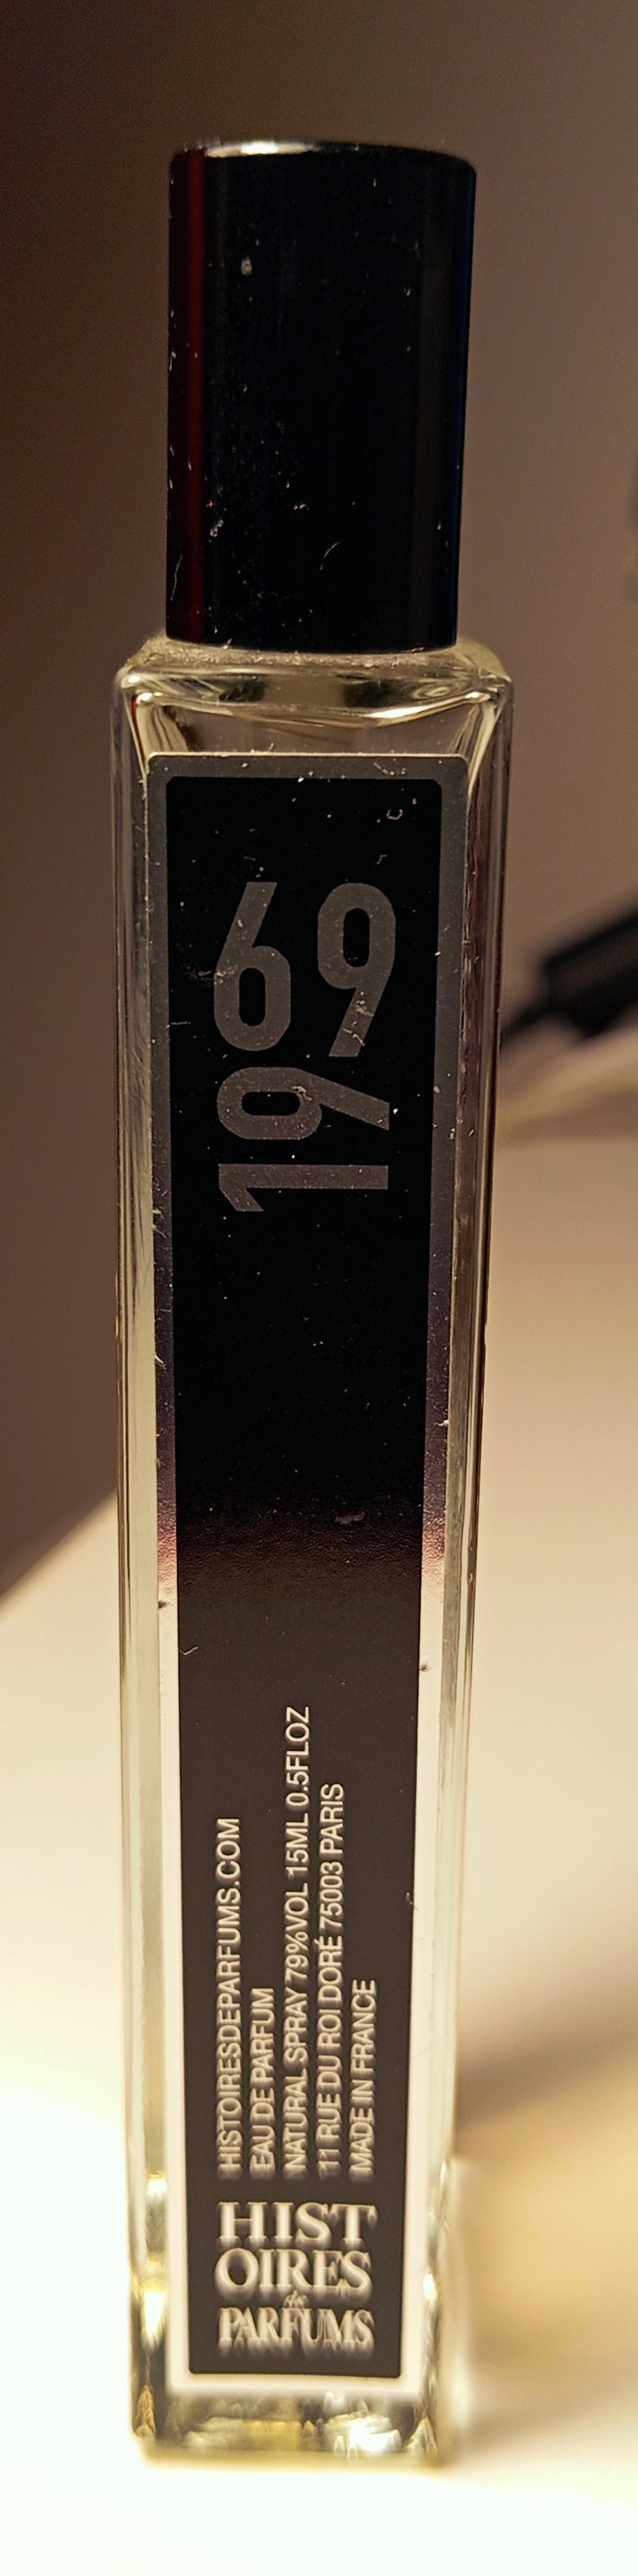 1969
HISTOIRESDEPARFUMS.COM
EAU DE PARFUM
NATURAL SPRAY 79%VOL 15ML 0.5FLOZ
11 RUE DU ROI DORÉ 75003 PARIS
MADE IN FRANCE
HIST
OIRES
de
PARFUMS